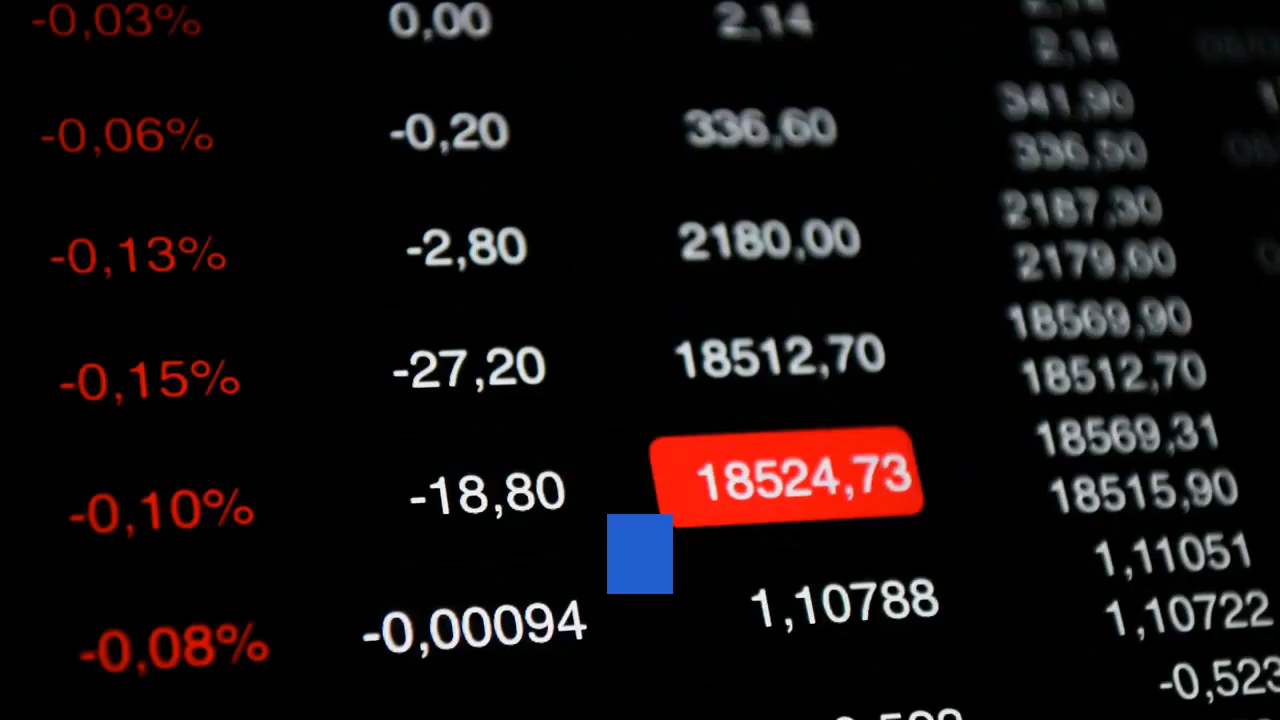 -0,03% 0,00 2,14
2,14
-0,06% -0,20 336,60 341,90
336,50
-0,13% -2,80 2180,00 2187,30
2179,60
-0,15% -27,20 18512,70 18569,90
18512,70
-0,10% -18,80 18524,73 18569,31
18515,90
-0,08% -0,00094 1,10788 1,11051
1,10722
-0,523